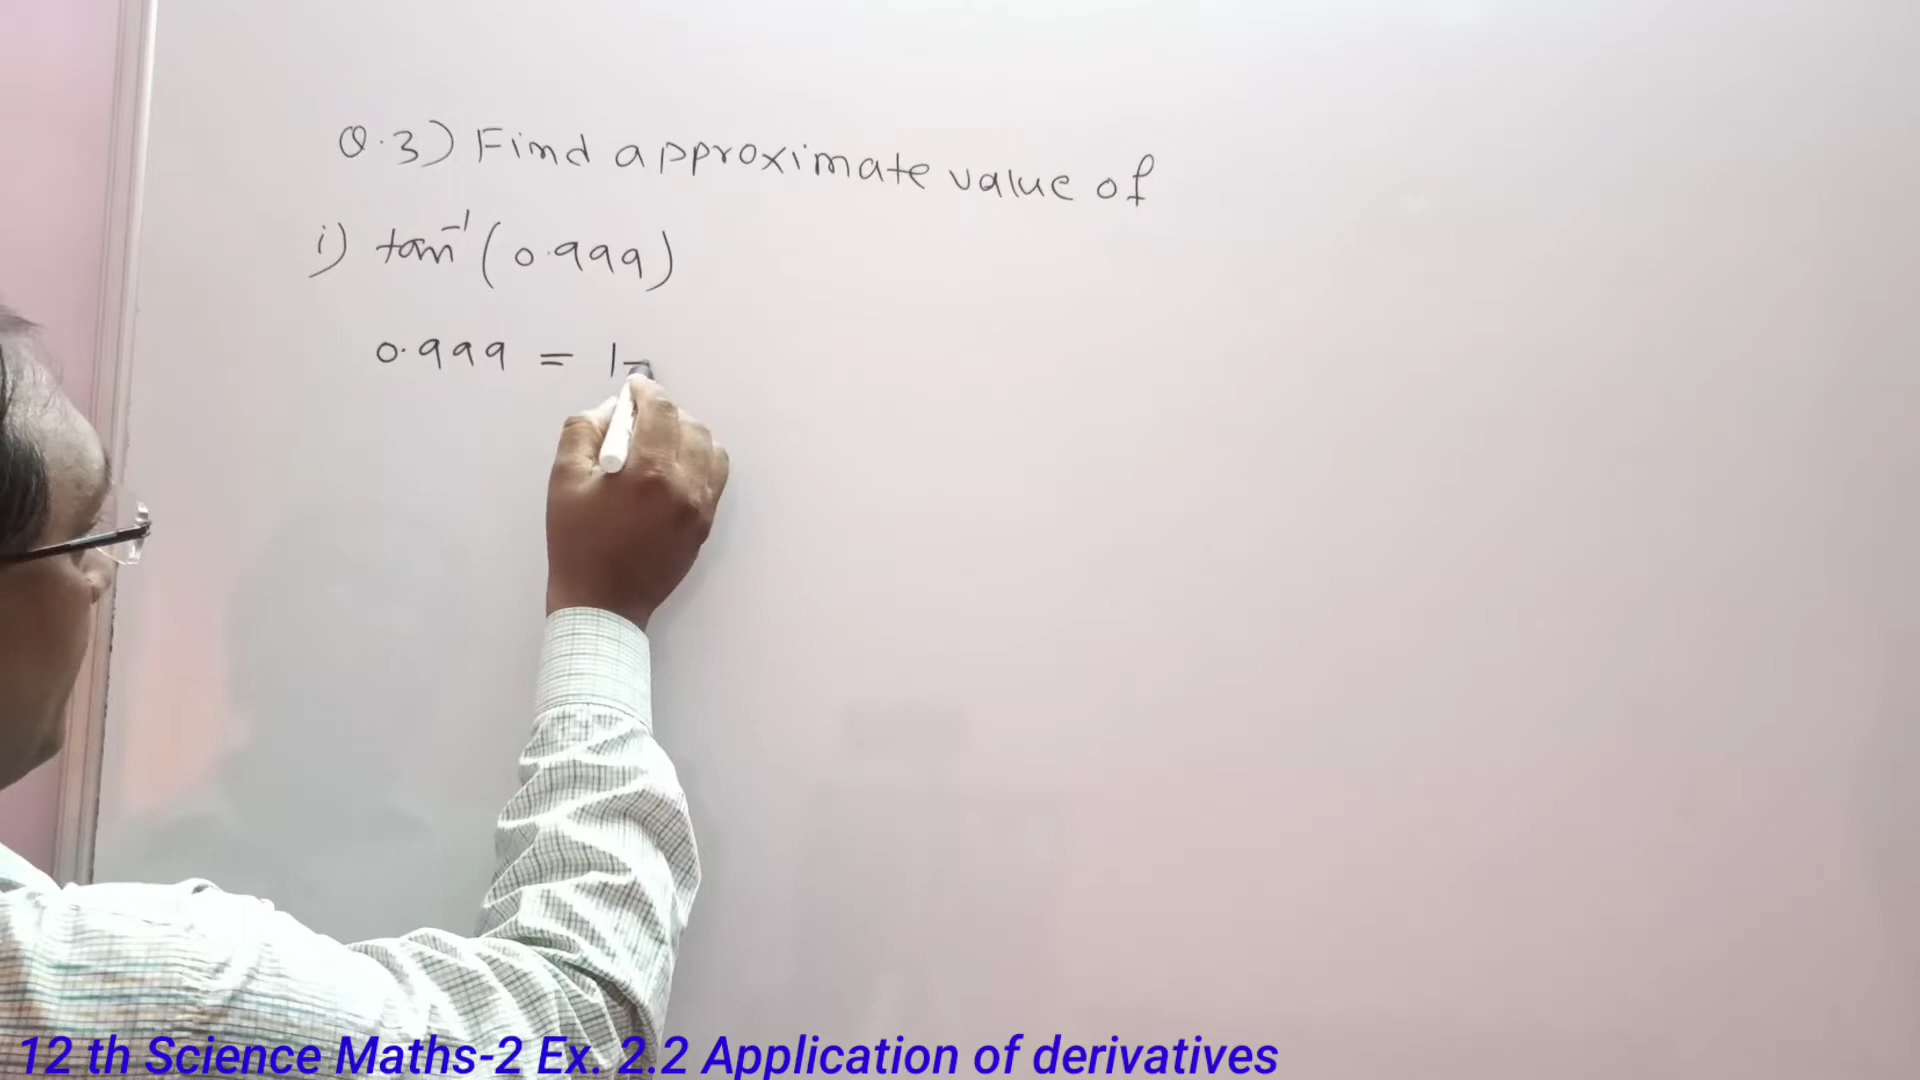 Q.3) Find approximate value of
i) tan⁻¹(0.999)
0.999 = 1-
12 th Science Maths-2 Ex. 2.2 Application of derivatives